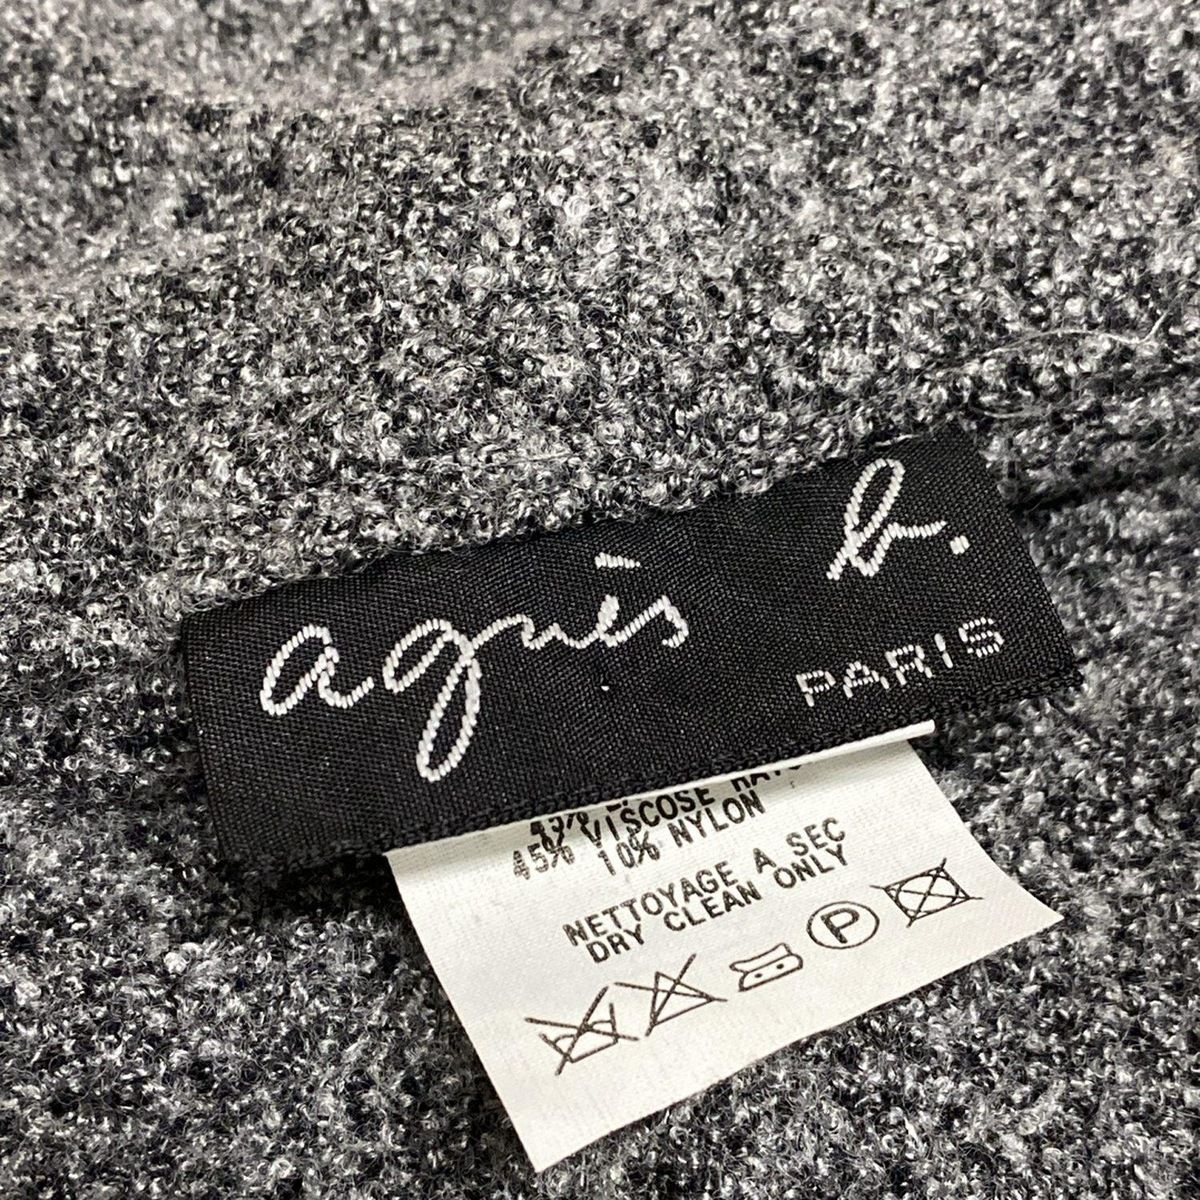 agnès b.
PARIS
45% VISCOSE
10% NYLON
NETTOYAGE A SEC
DRY CLEAN ONLY
P